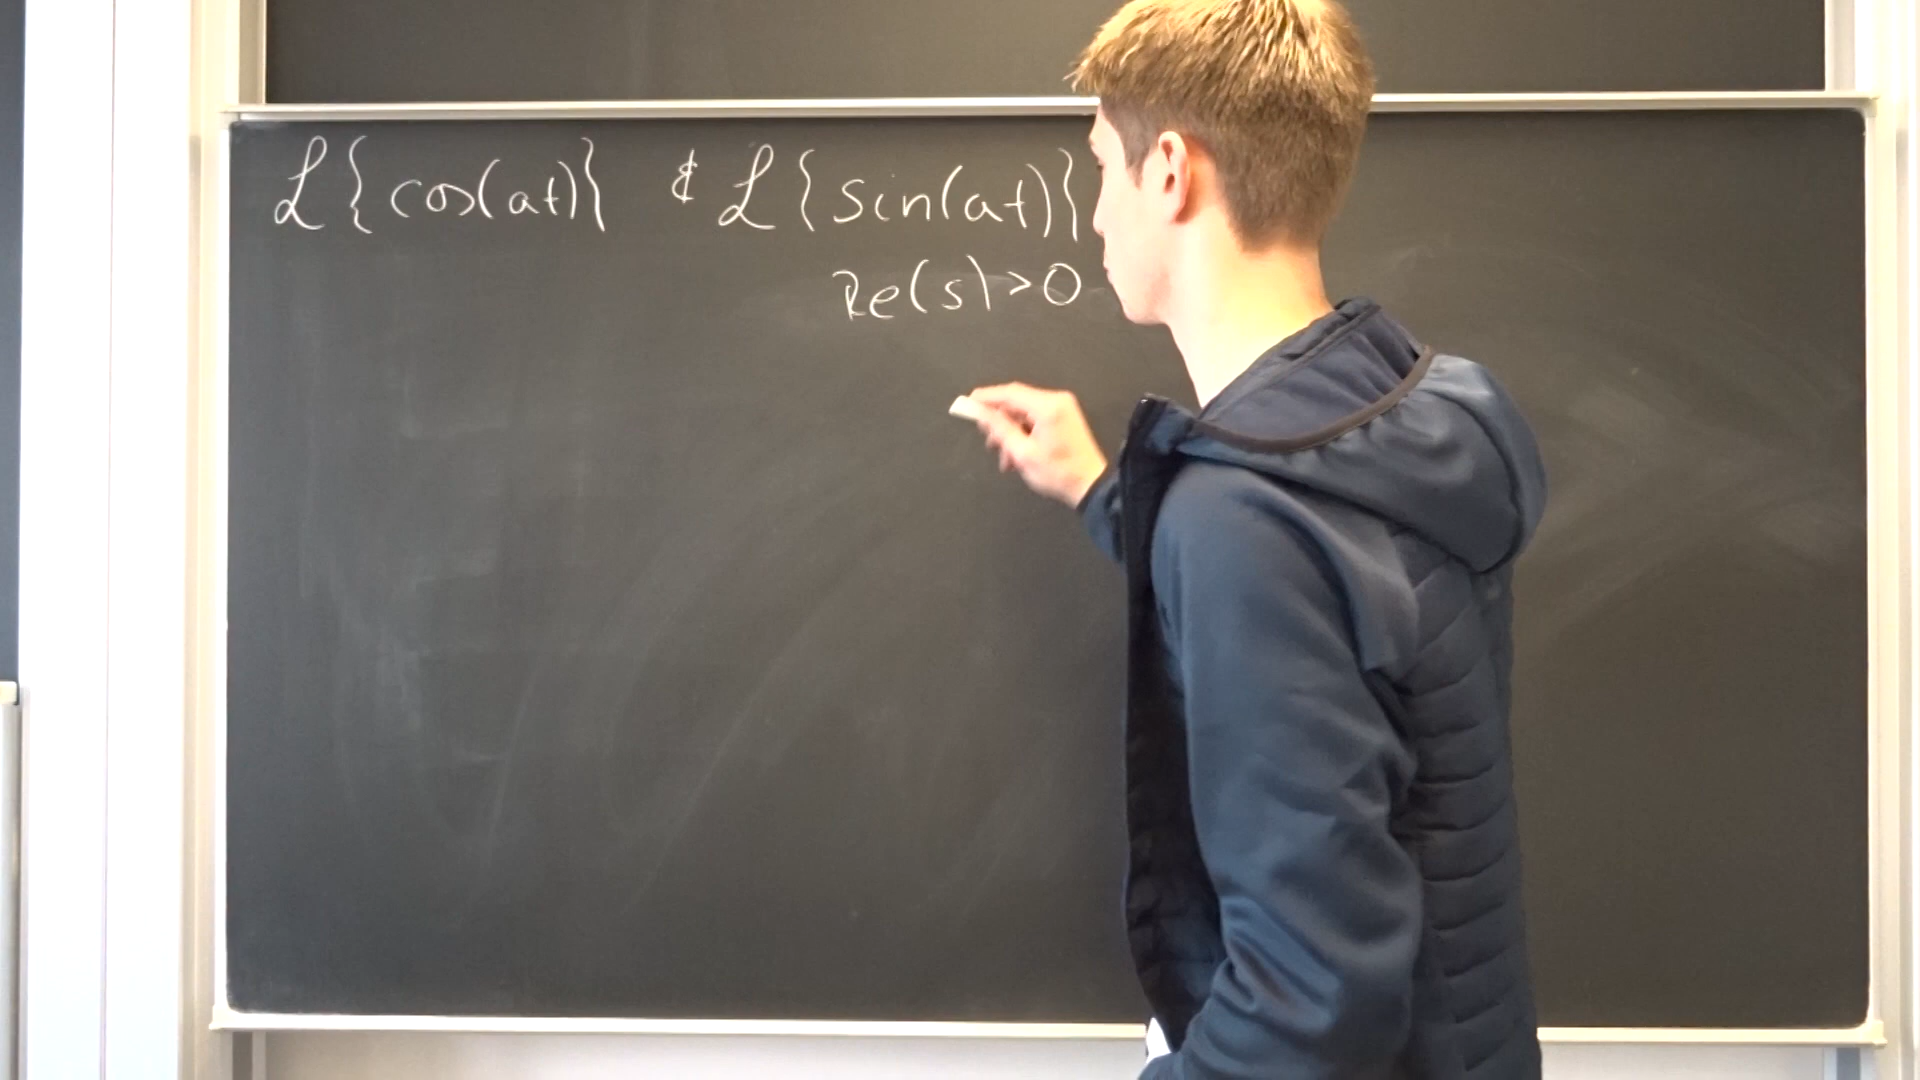 ℒ{cos(at)} & ℒ{sin(at)}
Re(s)>0